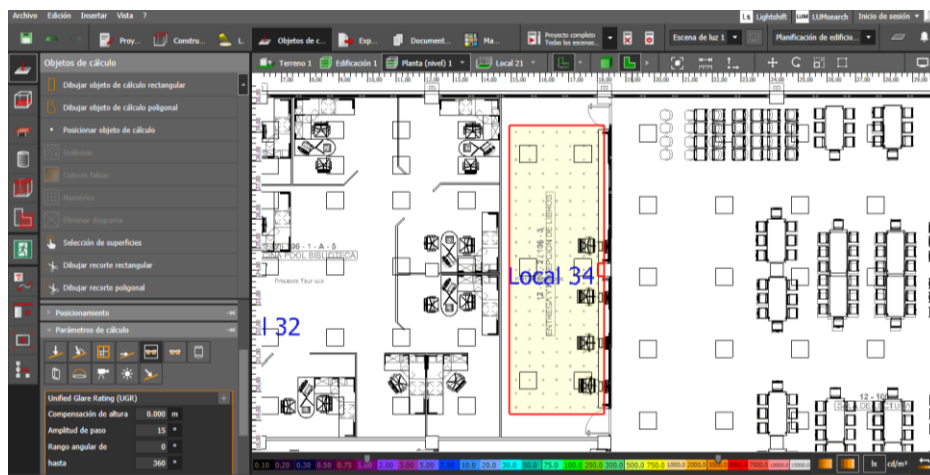 Archivo Edición Insertar Vista ?
Ls Lightshift LUM LUMsearch Inicio de sesión
Proy... Constru... L. Objetos de c... Exp... Document... Ma... Proyecto completo
Todas las escenas... Escena de luz 1 Planificación de edificio...
Objetos de cálculo
Terreno 1 Edificación 1 Planta (nivel) 1 Local 21
Dibujar objeto de cálculo rectangular
Dibujar objeto de cálculo poligonal
Posicionar objeto de cálculo
Isolíneas
Colores falsos
Numérico
Eliminar diagrama
Selección de superficies
Dibujar recorte rectangular
Dibujar recorte poligonal
Posicionamiento
Parámetros de cálculo
Unified Glare Rating (UGR)
Compensación de altura 0.000 m
Amplitud de paso 15 °
Rango angular de 0 °
hasta 360 °
POOL BIBLIOTECA
l 32
Local 34
ENTREGA Y RECEPCION DE LIBROS
0.10 0.20 0.30 0.50 0.75 1.00 2.00 3.00 5.00 7.50 10.0 20.0 30.0 50.0 75.0 100.0 200.0 300.0 500.0 750.0 1000.0 2000.0 3000.0 5000.0 7500.0 10000.0
lx cd/m²